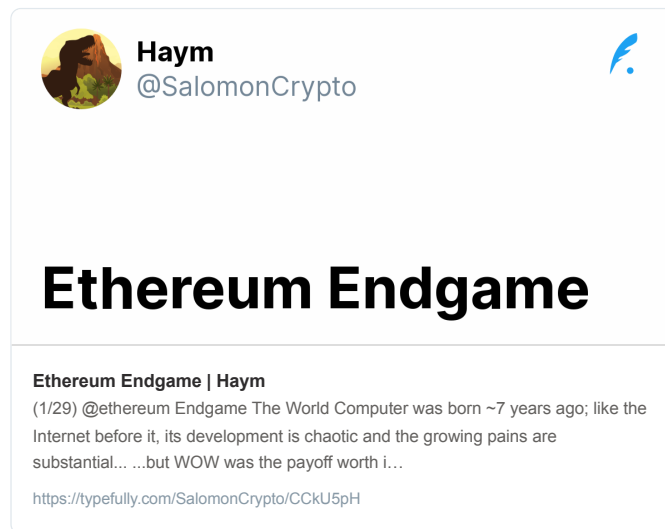 Haym
@SalomonCrypto
Ethereum Endgame
Ethereum Endgame | Haym
(1/29) @ethereum Endgame The World Computer was born ~7 years ago; like the
Internet before it, its development is chaotic and the growing pains are
substantial... ...but WOW was the payoff worth i…
https://typefully.com/SalomonCrypto/CCkU5pH